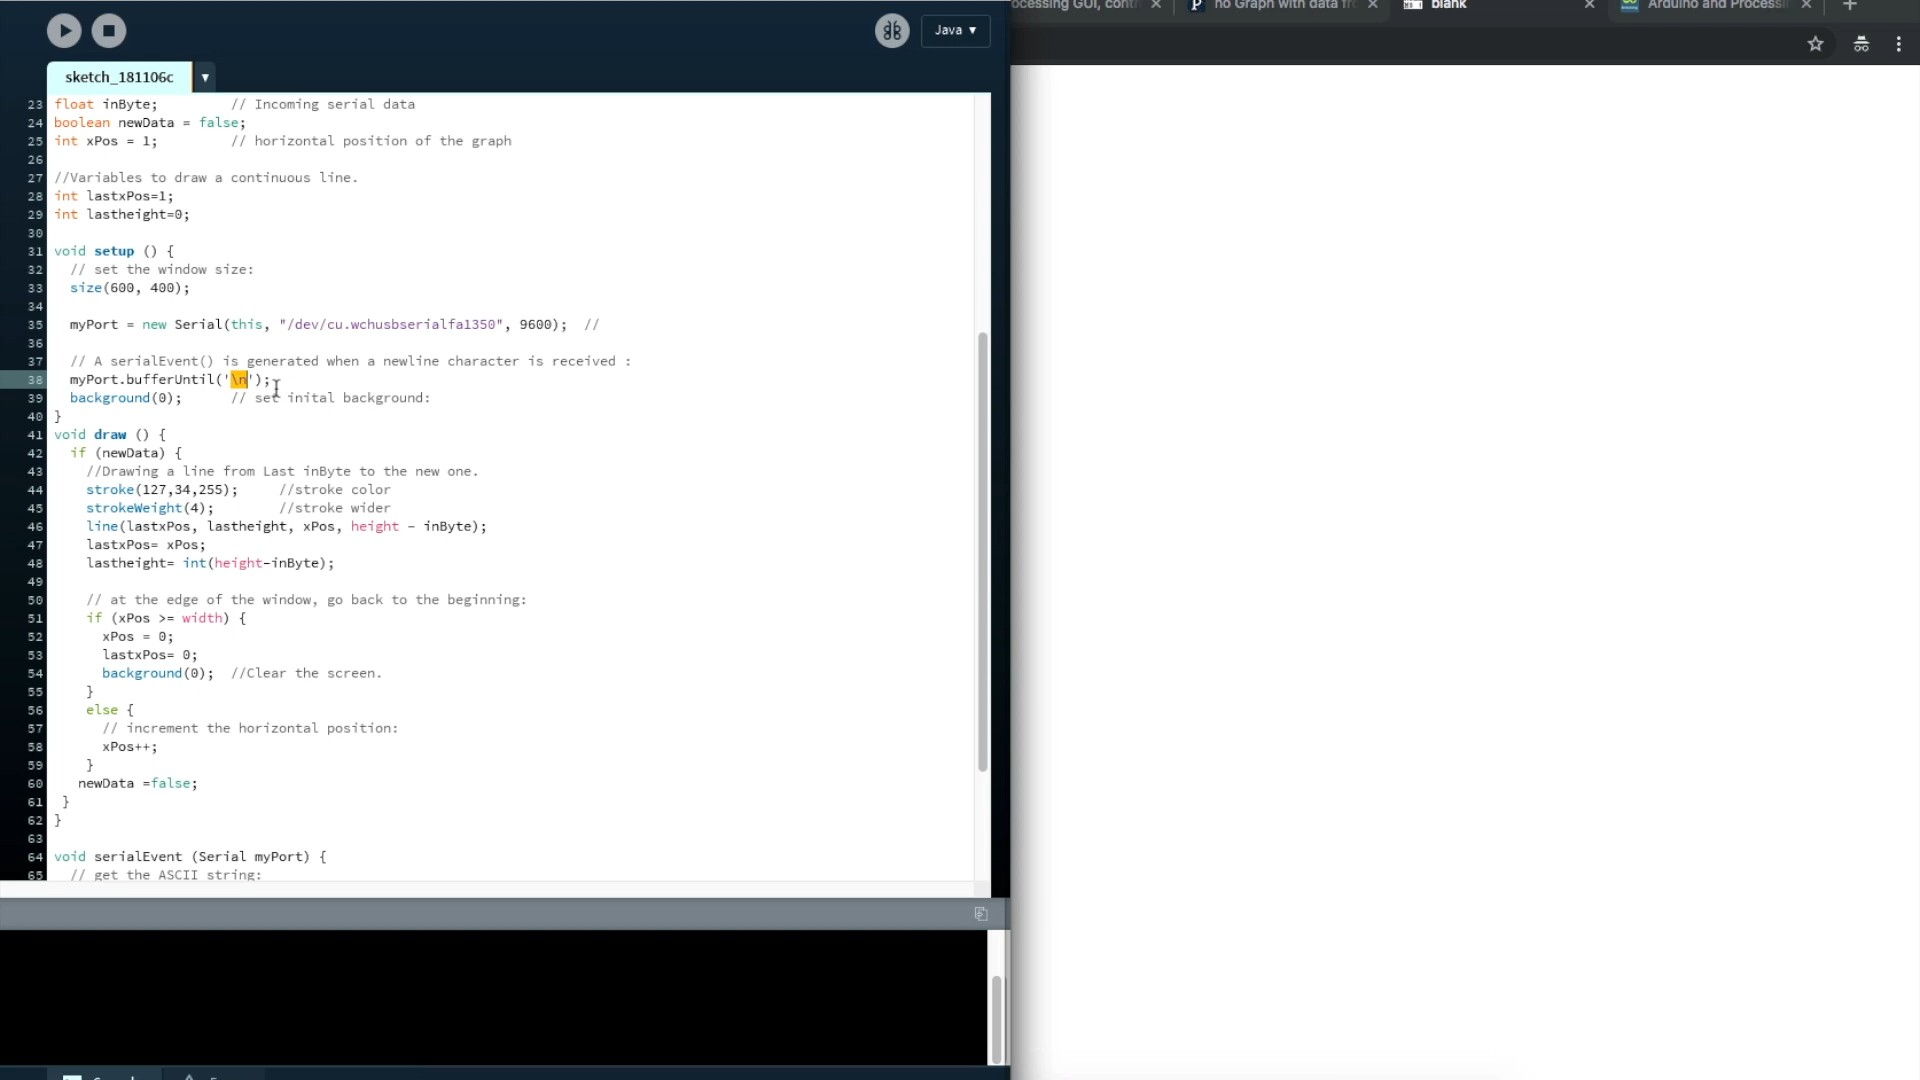 ocessing GUI, contr
no Graph with data fr
blank
Arduino and Processi
Java ▾
sketch_181106c
23 float inByte; // Incoming serial data
24 boolean newData = false;
25 int xPos = 1; // horizontal position of the graph
26
27 //Variables to draw a continuous line.
28 int lastxPos=1;
29 int lastheight=0;
30
31 void setup () {
32 // set the window size:
33 size(600, 400);
34
35 myPort = new Serial(this, "/dev/cu.wchusbserialfa1350", 9600); //
36
37 // A serialEvent() is generated when a newline character is received :
38 myPort.bufferUntil('\n');
39 background(0); // set inital background:
40 }
41 void draw () {
42 if (newData) {
43 //Drawing a line from Last inByte to the new one.
44 stroke(127,34,255); //stroke color
45 strokeWeight(4); //stroke wider
46 line(lastxPos, lastheight, xPos, height - inByte);
47 lastxPos= xPos;
48 lastheight= int(height-inByte);
49
50 // at the edge of the window, go back to the beginning:
51 if (xPos >= width) {
52 xPos = 0;
53 lastxPos= 0;
54 background(0); //Clear the screen.
55 }
56 else {
57 // increment the horizontal position:
58 xPos++;
59 }
60 newData =false;
61 }
62 }
63
64 void serialEvent (Serial myPort) {
65 // get the ASCII string: